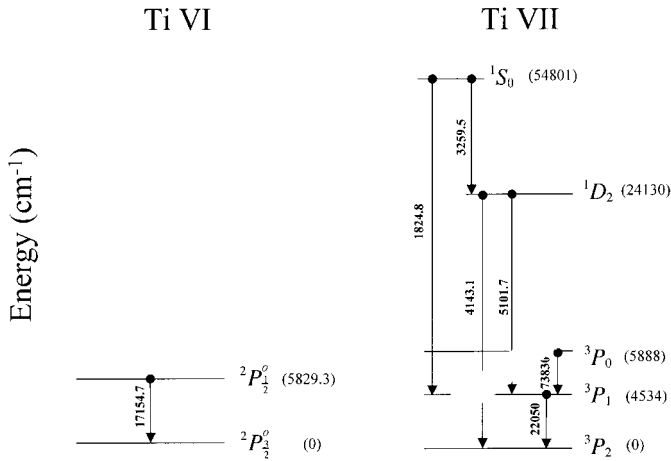 Ti VI
Ti VII
Energy (cm⁻¹)
¹S₀ (54801)
3259.5
¹D₂ (24130)
1824.8
4143.1
5101.7
³P₀ (5888)
73836
²P°½ (5829.3)
³P₁ (4534)
17154.7
22050
²P°3/2 (0)
³P₂ (0)